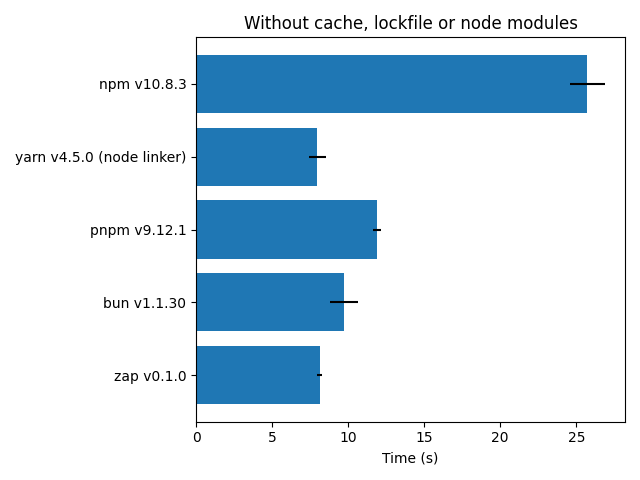 Without cache, lockfile or node modules
npm v10.8.3
yarn v4.5.0 (node linker)
pnpm v9.12.1
bun v1.1.30
zap v0.1.0
0 5 10 15 20 25
Time (s)